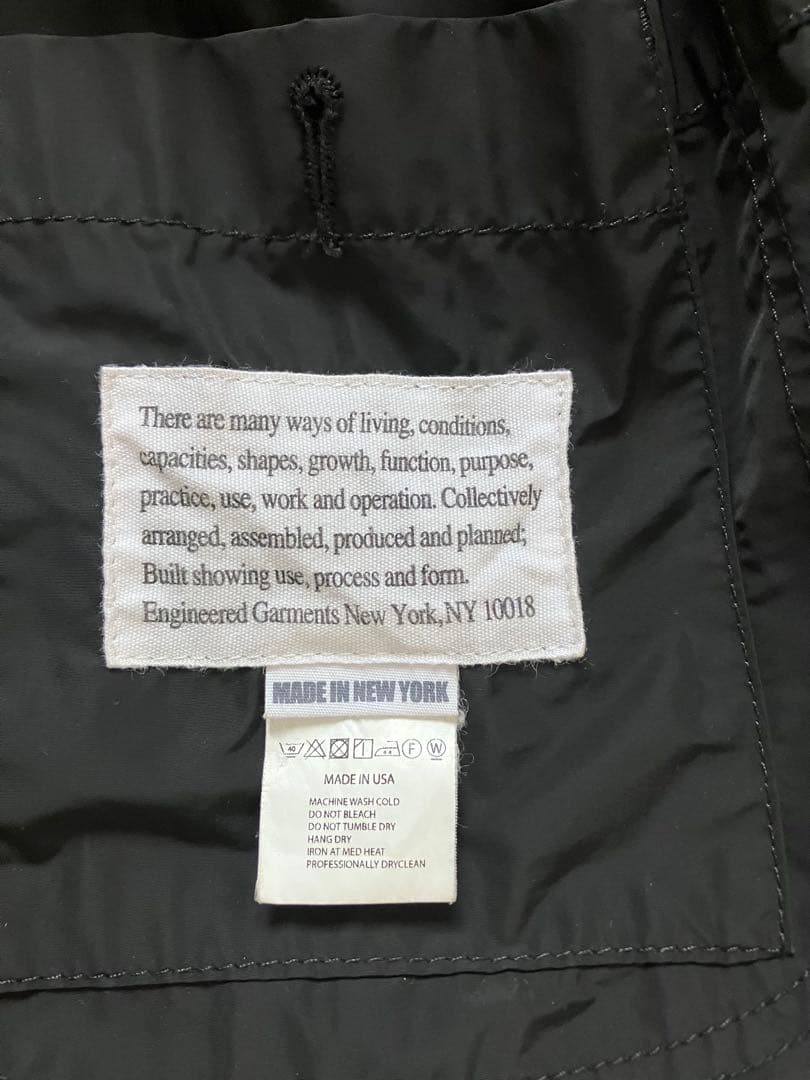 There are many ways of living, conditions,
capacities, shapes, growth, function, purpose,
practice, use, work and operation. Collectively
arranged, assembled, produced and planned;
Built showing use, process and form.
Engineered Garments New York, NY 10018
MADE IN NEW YORK
40 F W
MADE IN USA
MACHINE WASH COLD
DO NOT BLEACH
DO NOT TUMBLE DRY
HANG DRY
IRON AT MED HEAT
PROFESSIONALLY DRYCLEAN